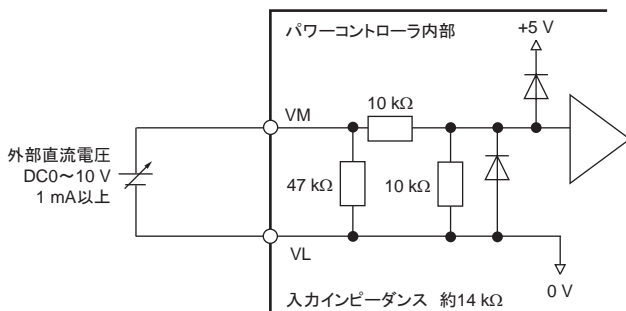 パワーコントローラ内部
+5 V
VM
10 kΩ
外部直流電圧
DC0〜10 V
1 mA以上
47 kΩ
10 kΩ
VL
0 V
入力インピーダンス 約14 kΩ